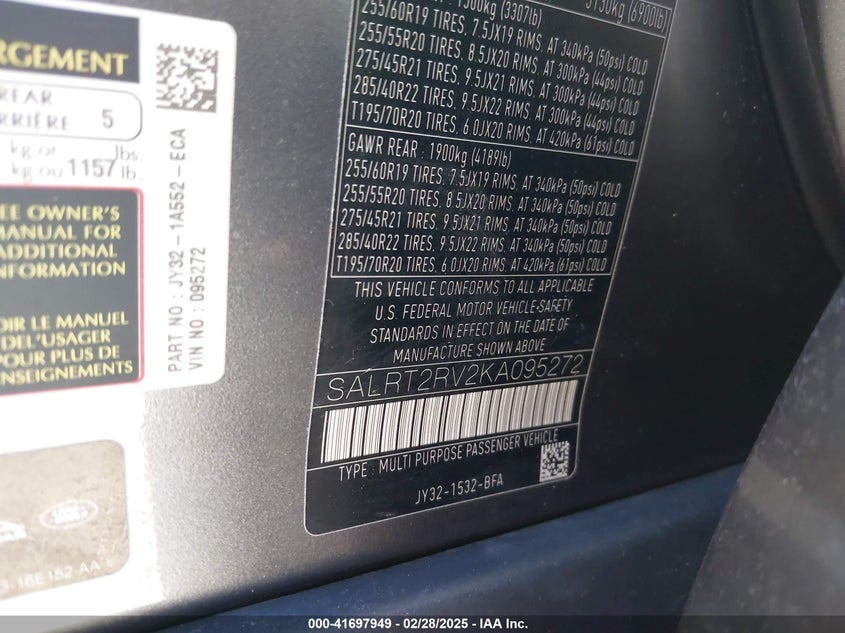 RGEMENT
REAR
RRIÈRE 5
kg or lbs.
kg ou 1157 lb.
EE OWNER'S
MANUAL FOR
ADDITIONAL
NFORMATION
OIR LE MANUEL
DEL'USAGER
POUR PLUS DE
ENSEIGNEMENTS
PART NO : JY32 - 1A552 - ECA
VIN NO : 095272
16E152-AA
1500kg (3307lb)
3130kg (6900lb)
255/60R19 TIRES, 7.5JX19 RIMS, AT 340kPa (50psi) COLD
255/55R20 TIRES, 8.5JX20 RIMS, AT 300kPa (44psi) COLD
275/45R21 TIRES, 9.5JX21 RIMS, AT 300kPa (44psi) COLD
285/40R22 TIRES, 9.5JX22 RIMS, AT 300kPa (44psi) COLD
T195/70R20 TIRES, 6.0JX20 RIMS, AT 420kPa (61psi) COLD
GAWR REAR : 1900kg (4189lb)
255/60R19 TIRES, 7.5JX19 RIMS, AT 340kPa (50psi) COLD
255/55R20 TIRES, 8.5JX20 RIMS, AT 340kPa (50psi) COLD
275/45R21 TIRES, 9.5JX21 RIMS, AT 340kPa (50psi) COLD
285/40R22 TIRES, 9.5JX22 RIMS, AT 340kPa (50psi) COLD
T195/70R20 TIRES, 6.0JX20 RIMS, AT 420kPa (61psi) COLD
THIS VEHICLE CONFORMS TO ALL APPLICABLE
U.S. FEDERAL MOTOR VEHICLE-SAFETY
STANDARDS IN EFFECT ON THE DATE OF
MANUFACTURE SHOWN ABOVE
SALRT2RV2KA095272
TYPE : MULTI PURPOSE PASSENGER VEHICLE
JY32-1532-BFA
000-41697949 / 02/28/2025 / IAA Holdings, LLC.